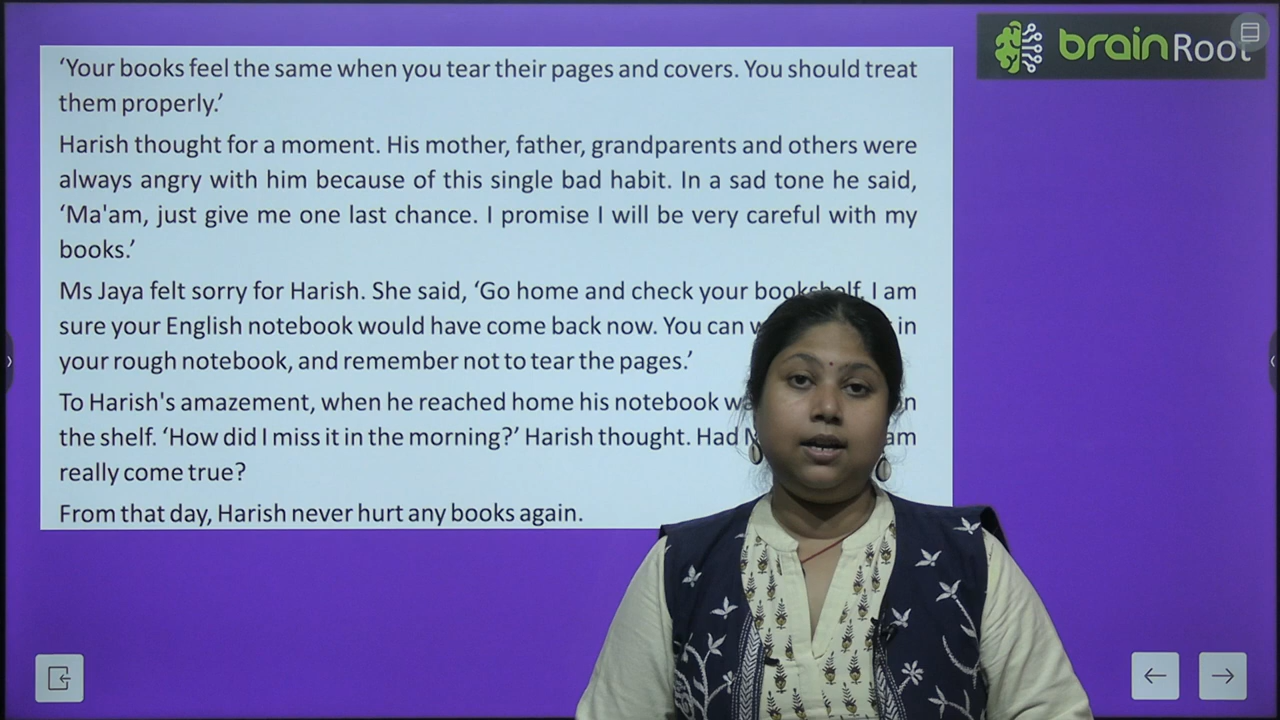 brainRoot
‘Your books feel the same when you tear their pages and covers. You should treat
them properly.’
Harish thought for a moment. His mother, father, grandparents and others were
always angry with him because of this single bad habit. In a sad tone he said,
‘Ma'am, just give me one last chance. I promise I will be very careful with my
books.’
Ms Jaya felt sorry for Harish. She said, ‘Go home and check your bookshelf. I am
sure your English notebook would have come back now. You can in
your rough notebook, and remember not to tear the pages.’
To Harish's amazement, when he reached home his notebook
the shelf. ‘How did I miss it in the morning?’ Harish thought. Had
really come true?
From that day, Harish never hurt any books again.